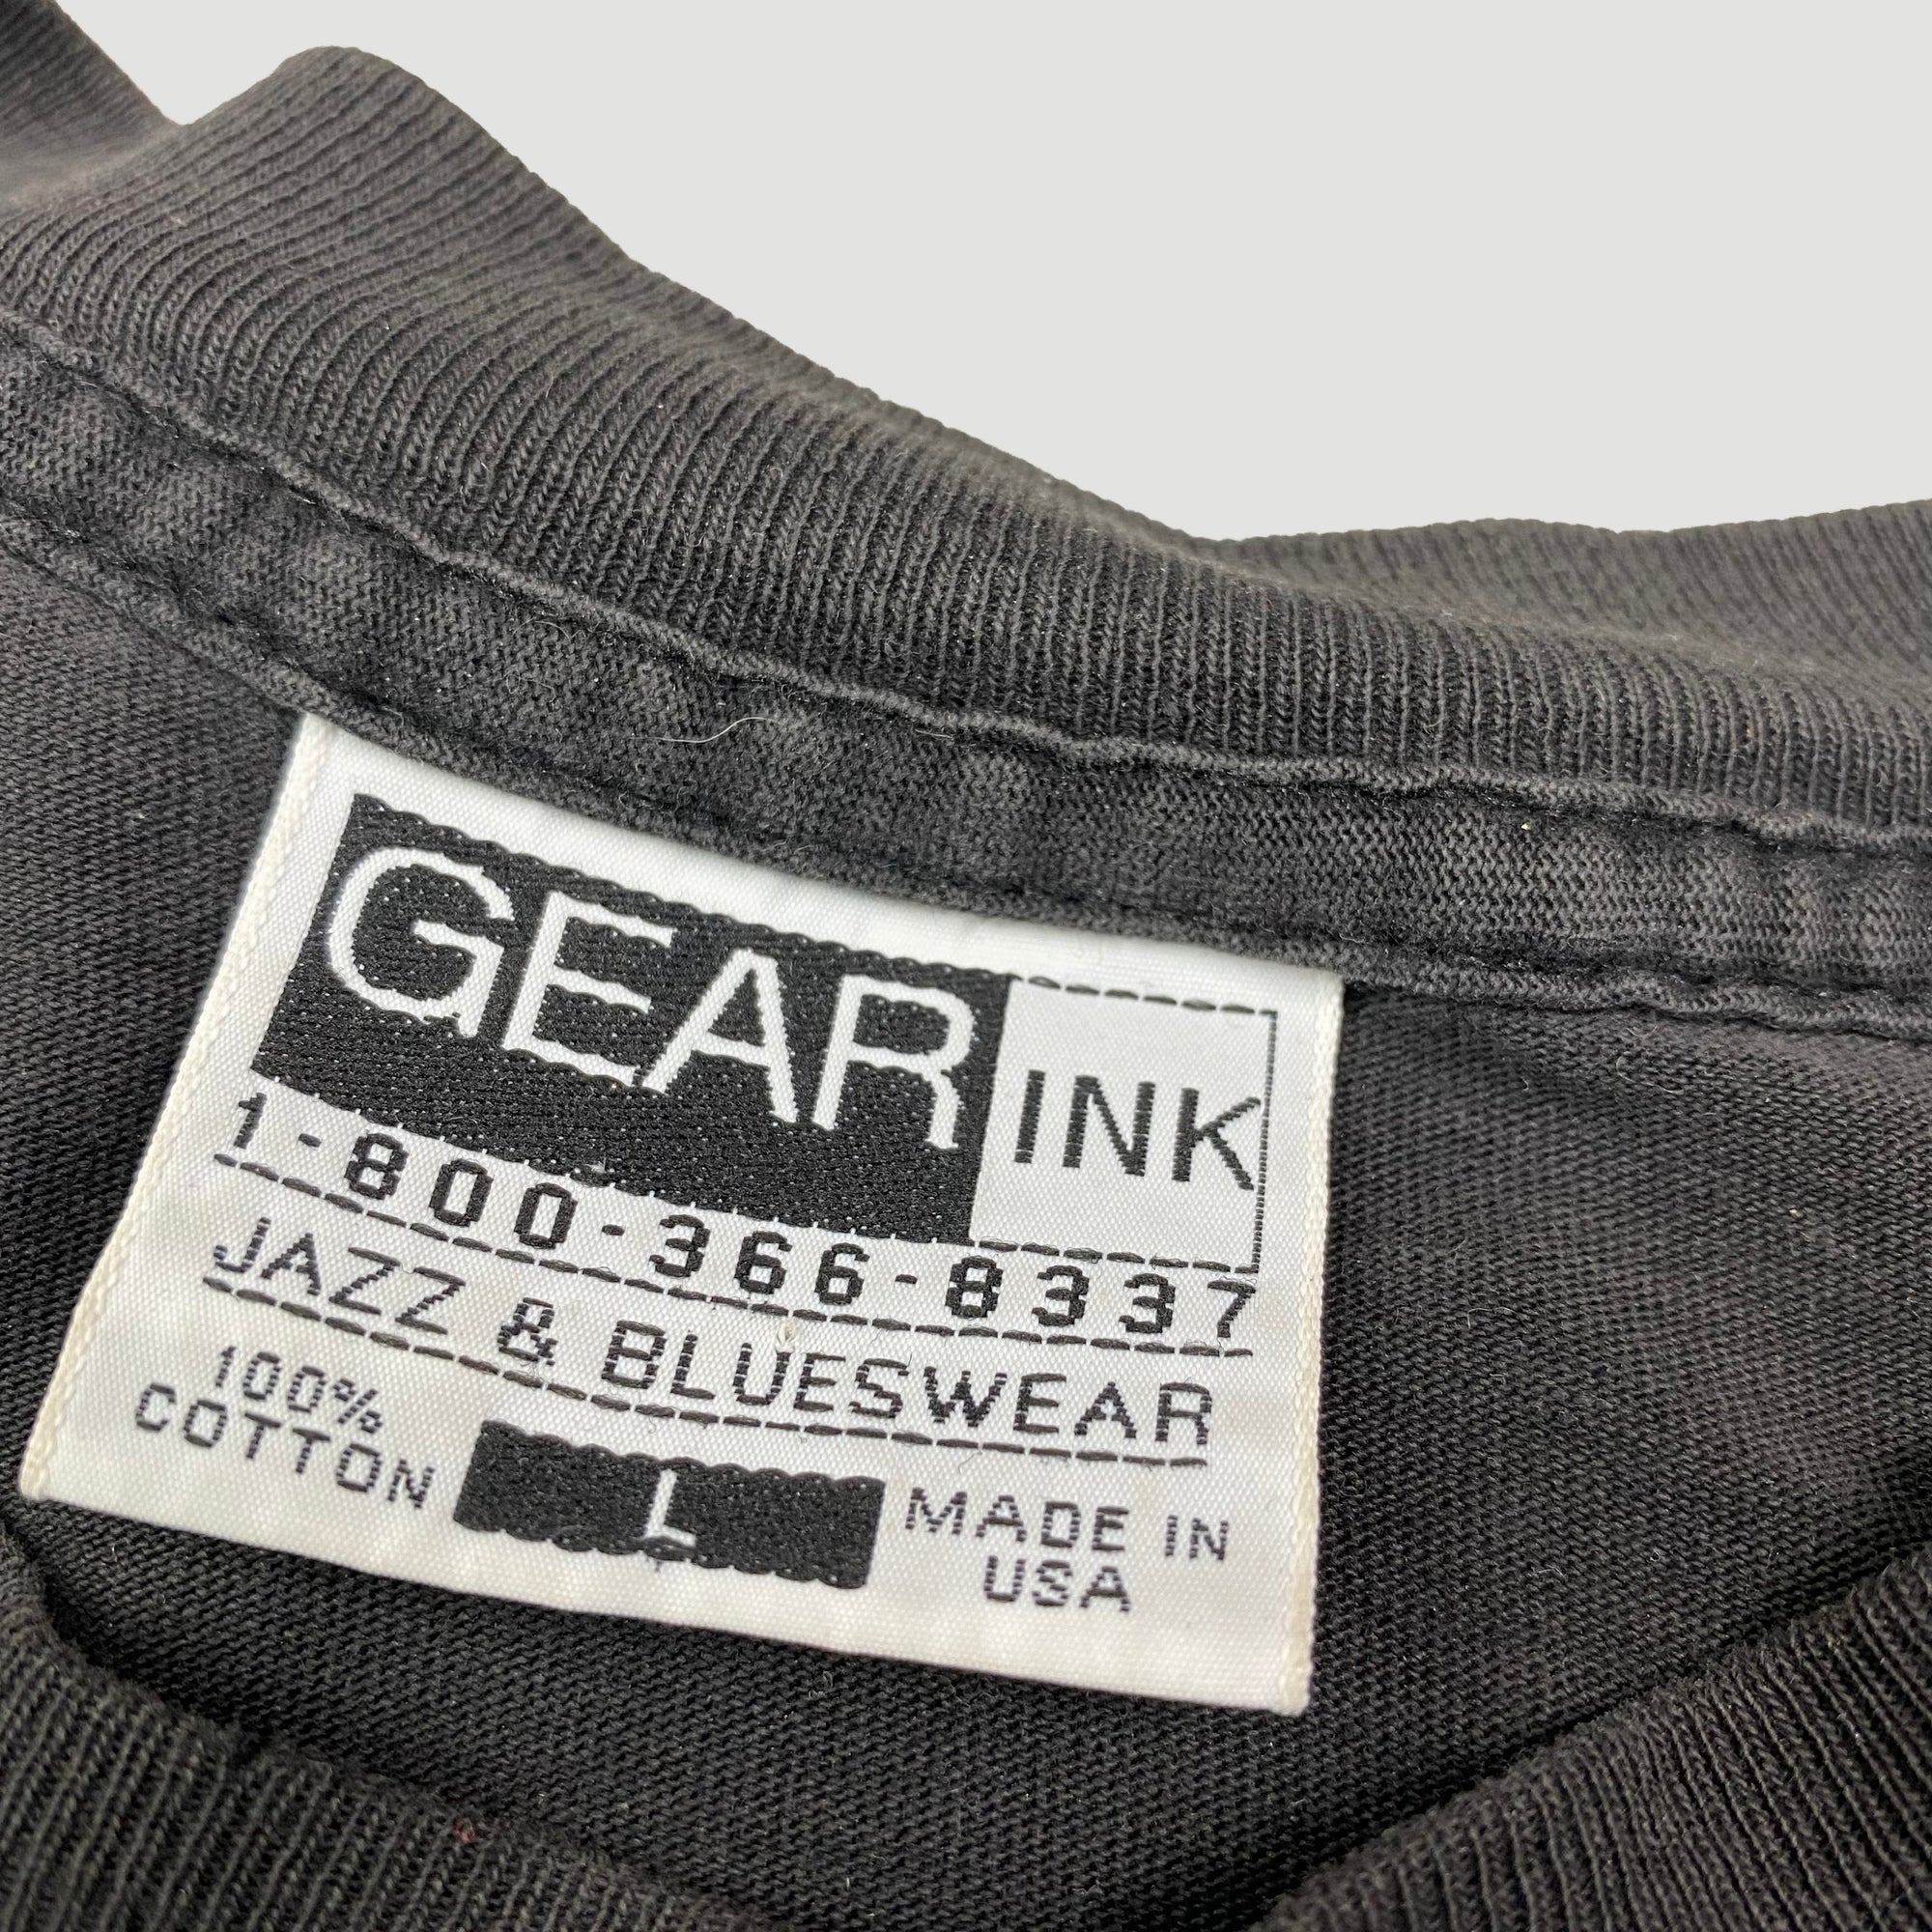 GEAR INK
1-800-366-8337
JAZZ & BLUESWEAR
100%
COTTON
L
MADE IN
USA